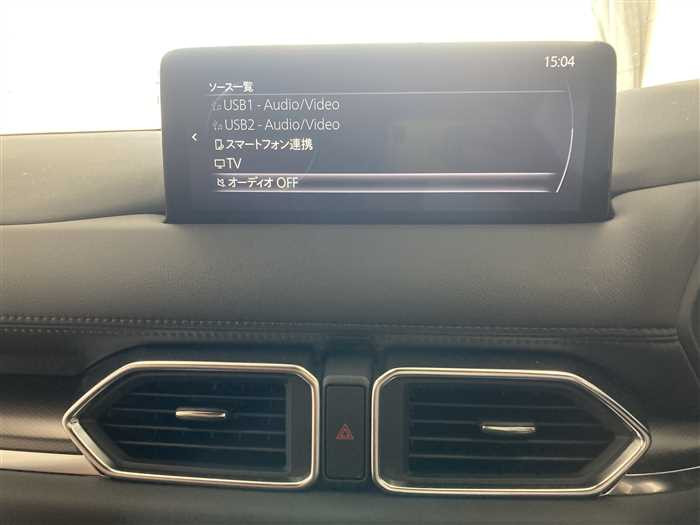 15:04
ソース一覧
USB1 - Audio/Video
USB2 - Audio/Video
スマートフォン連携
TV
オーディオ OFF